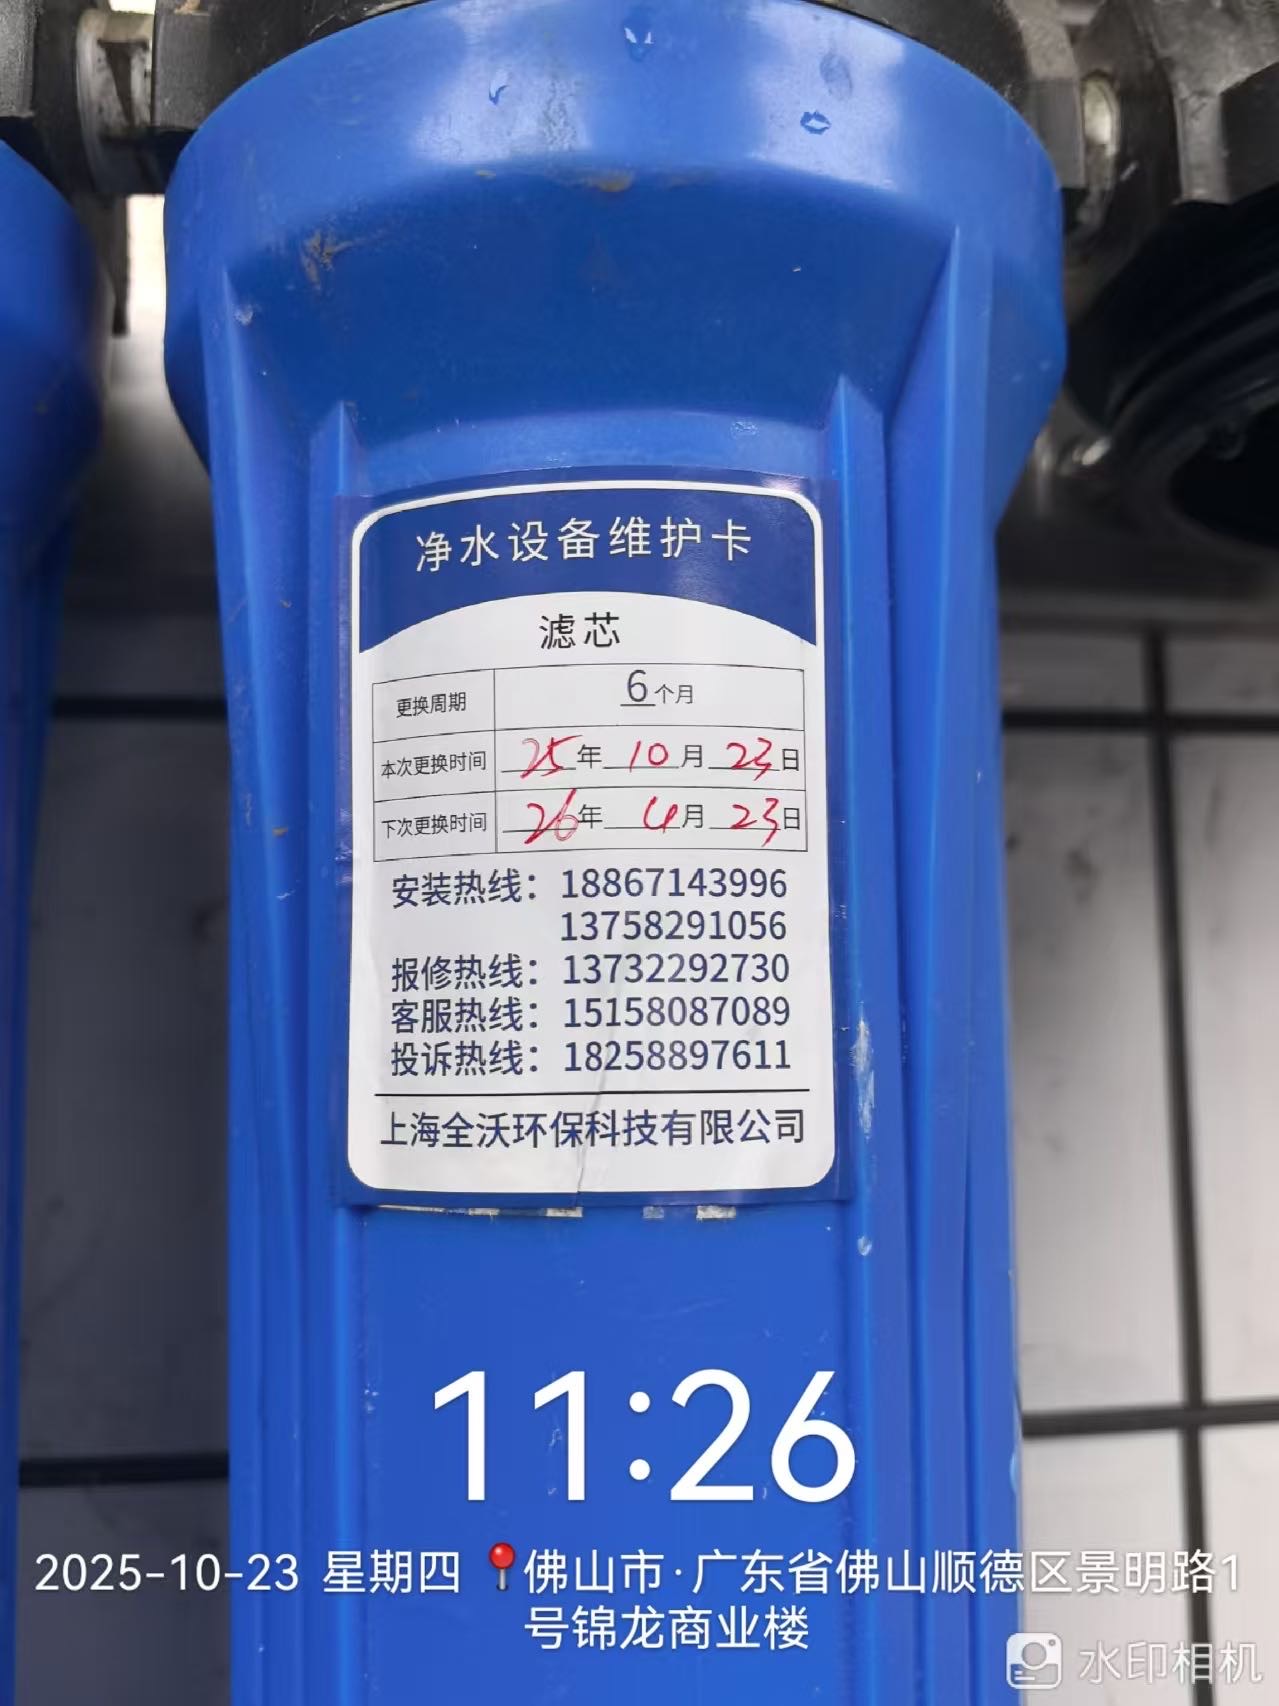 净水设备维护卡
滤芯
更换周期 6个月
本次更换时间 25年10月23日
下次更换时间 26年4月23日
安装热线：18867143996
13758291056
报修热线：13732292730
客服热线：15158087089
投诉热线：18258897611
上海全沃环保科技有限公司
11:26
2025-10-23 星期四 📍佛山市·广东省佛山顺德区景明路1
号锦龙商业楼
水印相机